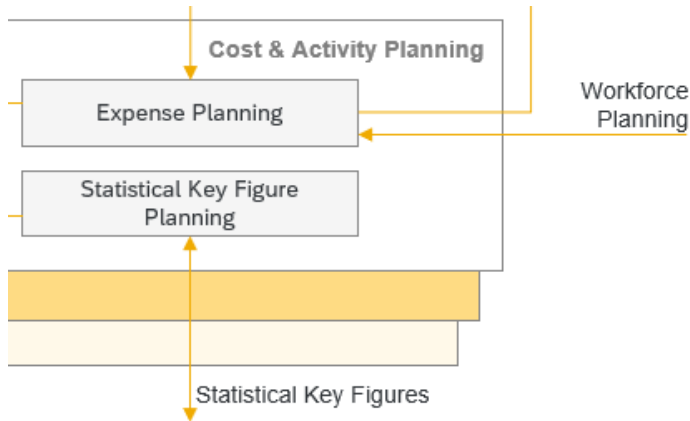 Cost & Activity Planning
Workforce
Planning
Expense Planning
Statistical Key Figure
Planning
Statistical Key Figures